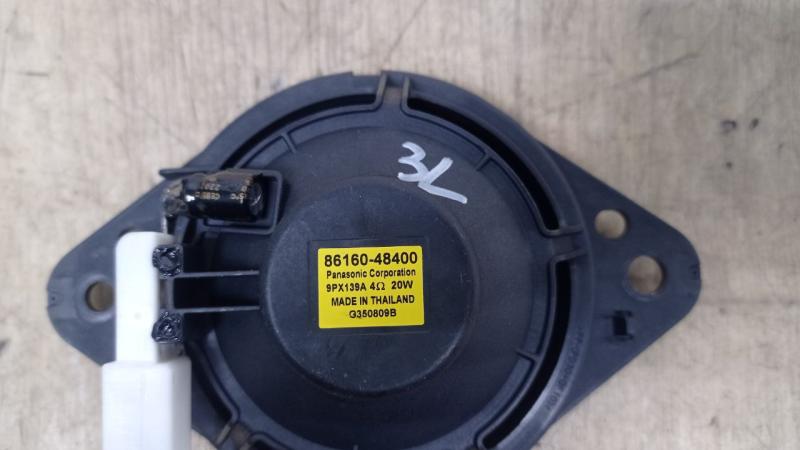 3L
86160-48400
Panasonic Corporation
9PX139A 4Ω 20W
MADE IN THAILAND
G350809B